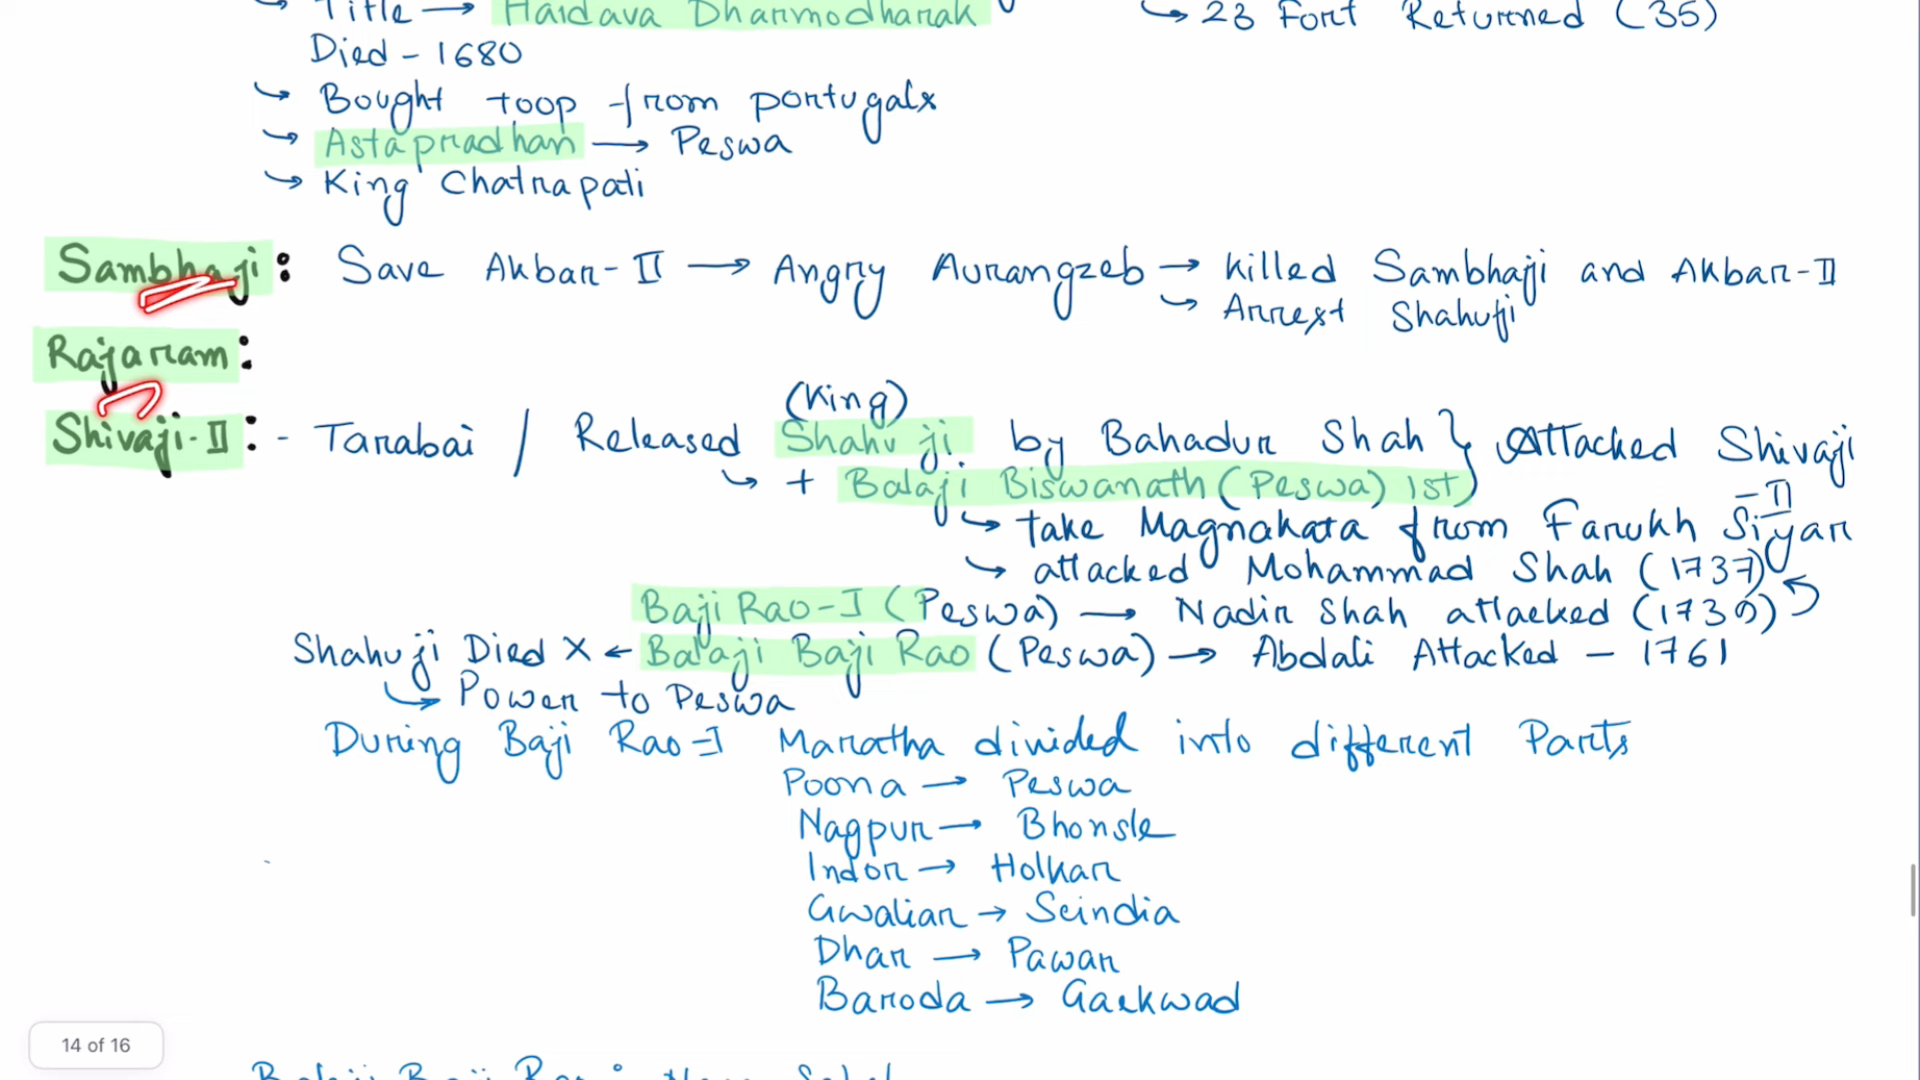 Title → Haidava Dharmodharak
→ 23 Fort Returned (35)
Died - 1680
→ Bought toop from portugals
→ Astapradhan → Peswa
→ King Chatrapati
Sambhaji: Save Akbar-II → Angry Aurangzeb → Killed Sambhaji and Akbar-II
→ Arrest Shahuji
Rajaram:
(King)
Shivaji-II: - Tarabai / Released Shahuji by Bahadur Shah } Attacked Shivaji -II
→ + Balaji Biswanath (Peswa) 1st
→ take Magnakata from Farukh Siyar
→ attacked Mohammad Shah (1737)
Baji Rao-I (Peswa) → Nadir Shah attacked (1739)
Shahuji Died X ← Balaji Baji Rao (Peswa) → Abdali Attacked - 1761
→ Power to Peswa
During Baji Rao-I Maratha divided into different Parts
Poona → Peswa
Nagpur → Bhonsle
Indor → Holkar
Gwaliar → Scindia
Dhar → Pawar
Baroda → Gaekwad
14 of 16